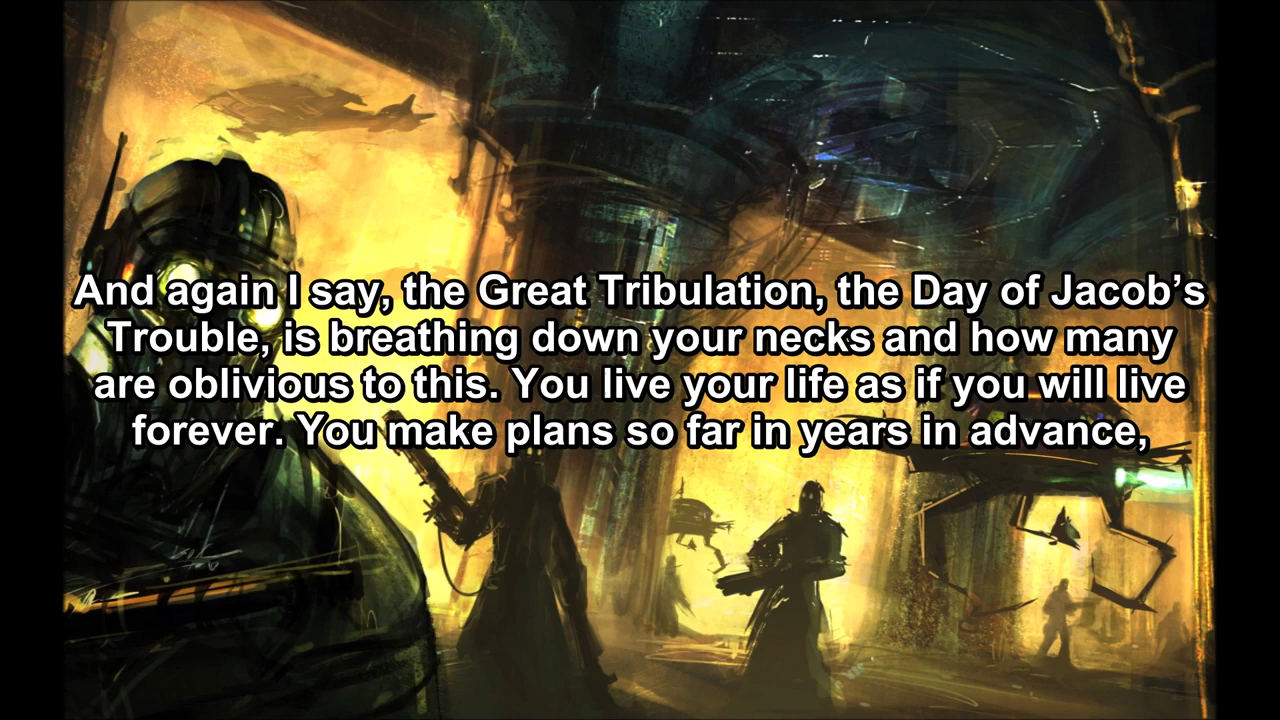 And again I say, the Great Tribulation, the Day of Jacob’s
Trouble, is breathing down your necks and how many
are oblivious to this. You live your life as if you will live
forever. You make plans so far in years in advance,